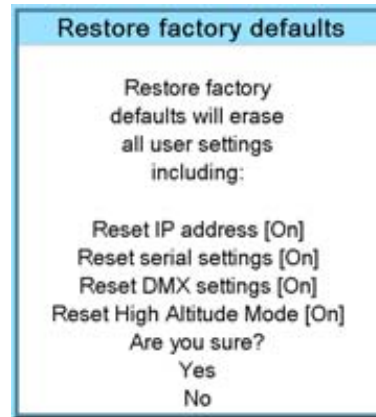 Restore factory defaults
Restore factory
defaults will erase
all user settings
including:
Reset IP address [On]
Reset serial settings [On]
Reset DMX settings [On]
Reset High Altitude Mode [On]
Are you sure?
Yes
No